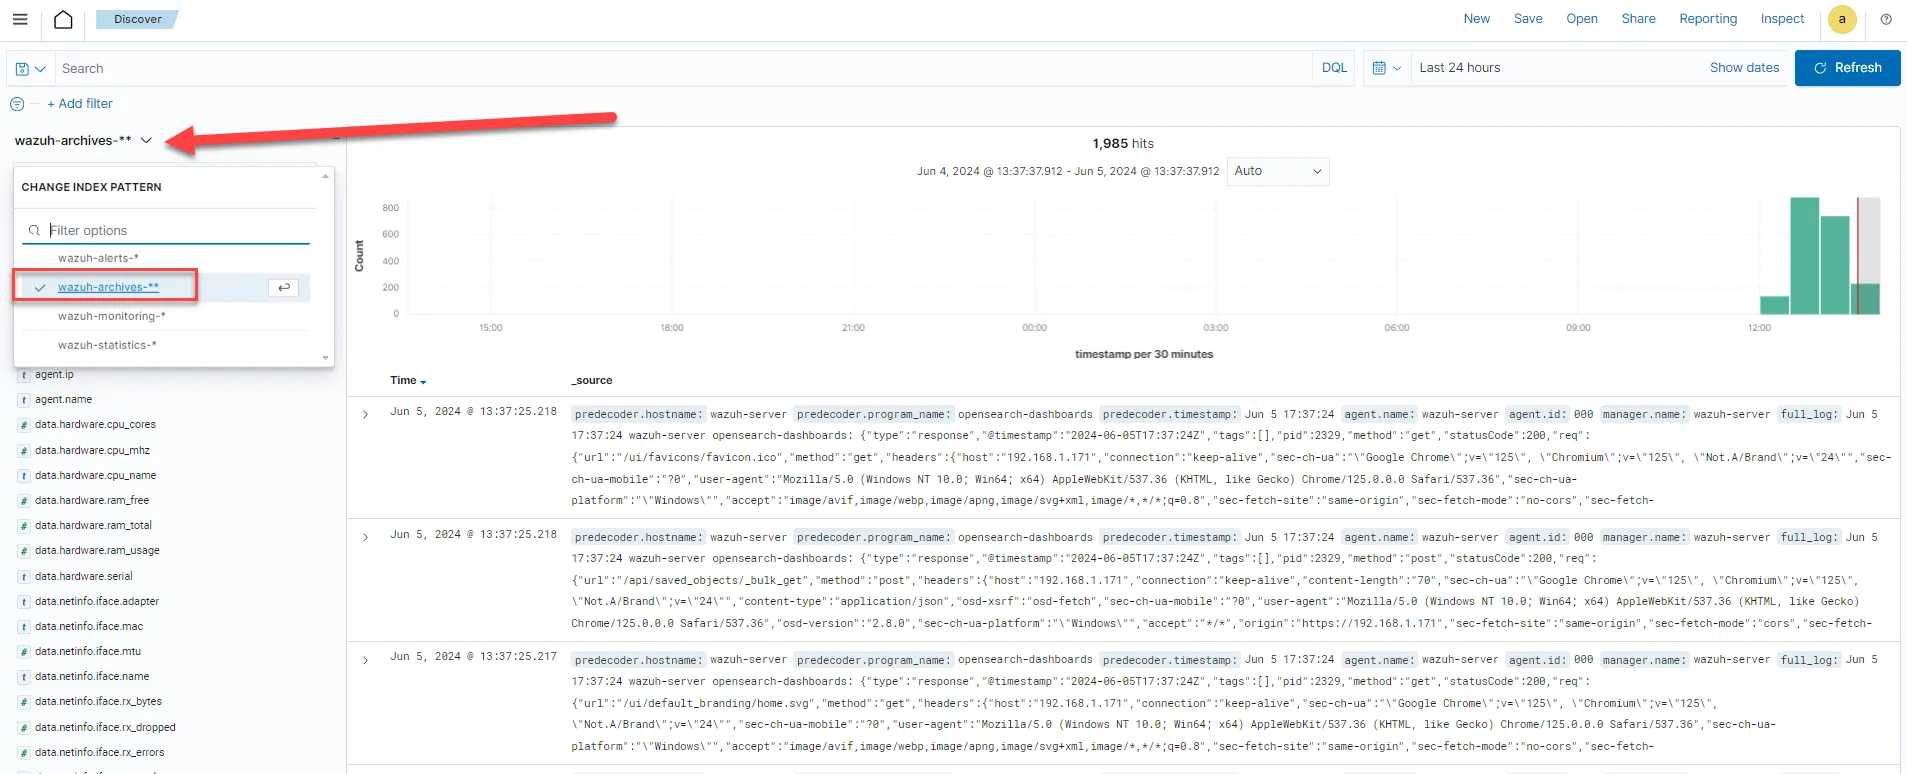 Discover
New Save Open Share Reporting Inspect a
Search DQL Last 24 hours Show dates Refresh
+ Add filter
wazuh-archives-**
CHANGE INDEX PATTERN
Filter options
wazuh-alerts-*
wazuh-archives-**
wazuh-monitoring-*
wazuh-statistics-*
t agent.ip
t agent.name
# data.hardware.cpu_cores
# data.hardware.cpu_mhz
t data.hardware.cpu_name
# data.hardware.ram_free
# data.hardware.ram_total
# data.hardware.ram_usage
t data.hardware.serial
t data.netinfo.iface.adapter
t data.netinfo.iface.mac
# data.netinfo.iface.mtu
t data.netinfo.iface.name
# data.netinfo.iface.rx_bytes
# data.netinfo.iface.rx_dropped
# data.netinfo.iface.rx_errors
1,985 hits
Jun 4, 2024 @ 13:37:37.912 - Jun 5, 2024 @ 13:37:37.912 Auto
Count
800
600
400
200
0
15:00 18:00 21:00 00:00 03:00 06:00 09:00 12:00
timestamp per 30 minutes
Time _source
Jun 5, 2024 @ 13:37:25.218 predecoder.hostname: wazuh-server predecoder.program_name: opensearch-dashboards predecoder.timestamp: Jun 5 17:37:24 agent.name: wazuh-server agent.id: 000 manager.name: wazuh-server full_log: Jun 5
17:37:24 wazuh-server opensearch-dashboards: {"type":"response","@timestamp":"2024-06-05T17:37:24Z","tags":[],"pid":2329,"method":"get","statusCode":200,"req":
{"url":"/ui/favicons/favicon.ico","method":"get","headers":{"host":"192.168.1.171","connection":"keep-alive","sec-ch-ua":"\"Google Chrome\";v=\"125\", \"Chromium\";v=\"125\", \"Not.A/Brand\";v=\"24\"","sec-
ch-ua-mobile":"?0","user-agent":"Mozilla/5.0 (Windows NT 10.0; Win64; x64) AppleWebKit/537.36 (KHTML, like Gecko) Chrome/125.0.0.0 Safari/537.36","sec-ch-ua-
platform":"\"Windows\"","accept":"image/avif,image/webp,image/apng,image/svg+xml,image/*,*/*;q=0.8","sec-fetch-site":"same-origin","sec-fetch-mode":"no-cors","sec-fetch-
Jun 5, 2024 @ 13:37:25.218 predecoder.hostname: wazuh-server predecoder.program_name: opensearch-dashboards predecoder.timestamp: Jun 5 17:37:24 agent.name: wazuh-server agent.id: 000 manager.name: wazuh-server full_log: Jun 5
17:37:24 wazuh-server opensearch-dashboards: {"type":"response","@timestamp":"2024-06-05T17:37:24Z","tags":[],"pid":2329,"method":"post","statusCode":200,"req":
{"url":"/api/saved_objects/_bulk_get","method":"post","headers":{"host":"192.168.1.171","connection":"keep-alive","content-length":"70","sec-ch-ua":"\"Google Chrome\";v=\"125\", \"Chromium\";v=\"125\",
\"Not.A/Brand\";v=\"24\"","content-type":"application/json","osd-xsrf":"osd-fetch","sec-ch-ua-mobile":"?0","user-agent":"Mozilla/5.0 (Windows NT 10.0; Win64; x64) AppleWebKit/537.36 (KHTML, like Gecko)
Chrome/125.0.0.0 Safari/537.36","osd-version":"2.8.0","sec-ch-ua-platform":"\"Windows\"","accept":"*/*","origin":"https://192.168.1.171","sec-fetch-site":"same-origin","sec-fetch-mode":"cors","sec-fetch-
Jun 5, 2024 @ 13:37:25.217 predecoder.hostname: wazuh-server predecoder.program_name: opensearch-dashboards predecoder.timestamp: Jun 5 17:37:24 agent.name: wazuh-server agent.id: 000 manager.name: wazuh-server full_log: Jun 5
17:37:24 wazuh-server opensearch-dashboards: {"type":"response","@timestamp":"2024-06-05T17:37:24Z","tags":[],"pid":2329,"method":"get","statusCode":200,"req":
{"url":"/ui/default_branding/home.svg","method":"get","headers":{"host":"192.168.1.171","connection":"keep-alive","sec-ch-ua":"\"Google Chrome\";v=\"125\", \"Chromium\";v=\"125\",
\"Not.A/Brand\";v=\"24\"","sec-ch-ua-mobile":"?0","user-agent":"Mozilla/5.0 (Windows NT 10.0; Win64; x64) AppleWebKit/537.36 (KHTML, like Gecko) Chrome/125.0.0.0 Safari/537.36","sec-ch-ua-
platform":"\"Windows\"","accept":"image/avif,image/webp,image/apng,image/svg+xml,image/*,*/*;q=0.8","sec-fetch-site":"same-origin","sec-fetch-mode":"no-cors","sec-fetch-